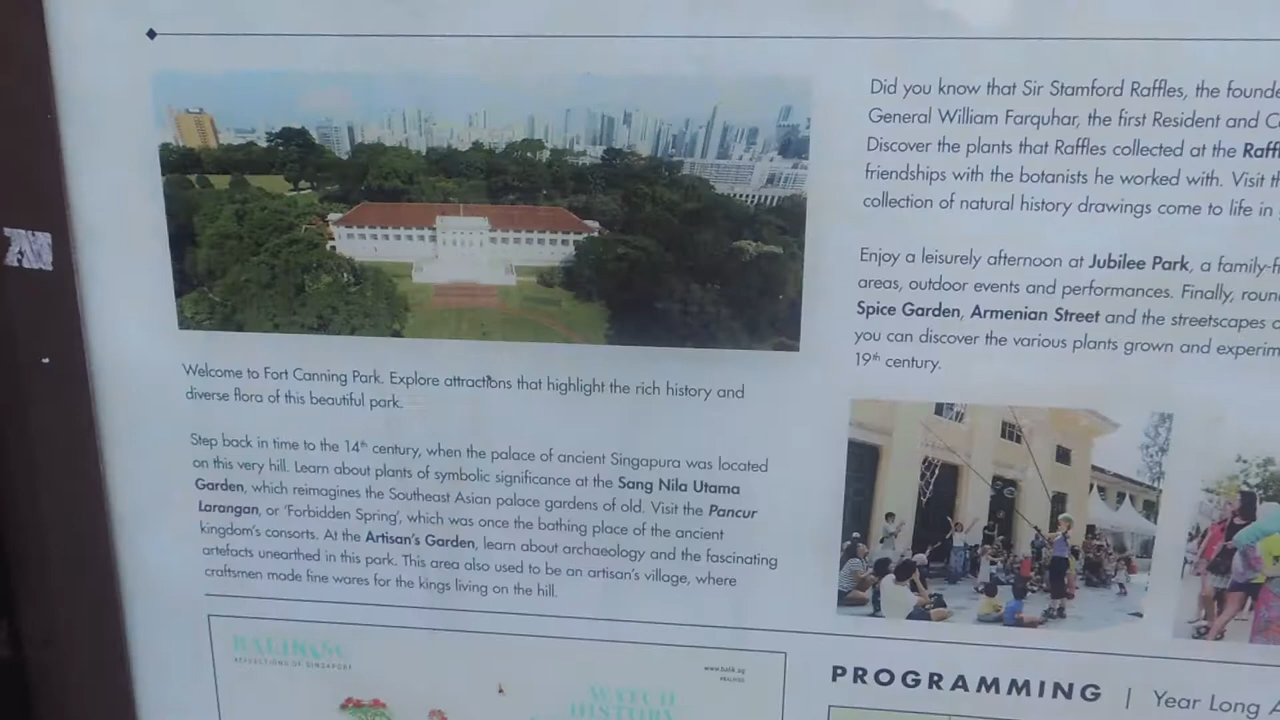 Welcome to Fort Canning Park. Explore attractions that highlight the rich history and
diverse flora of this beautiful park.
Step back in time to the 14th century, when the palace of ancient Singapura was located
on this very hill. Learn about plants of symbolic significance at the Sang Nila Utama
Garden, which reimagines the Southeast Asian palace gardens of old. Visit the Pancur
Larangan, or ‘Forbidden Spring’, which was once the bathing place of the ancient
kingdom’s consorts. At the Artisan’s Garden, learn about archaeology and the fascinating
artefacts unearthed in this park. This area also used to be an artisan’s village, where
craftsmen made fine wares for the kings living on the hill.
Did you know that Sir Stamford Raffles, the founde
General William Farquhar, the first Resident and C
Discover the plants that Raffles collected at the Raff
friendships with the botanists he worked with. Visit th
collection of natural history drawings come to life in
Enjoy a leisurely afternoon at Jubilee Park, a family-f
areas, outdoor events and performances. Finally, roun
Spice Garden, Armenian Street and the streetscapes
you can discover the various plants grown and experim
19th century.
BALIKSG
REFLECTIONS OF SINGAPORE
www.balik.sg
#BALIKSG
WATCH
HISTORY
PROGRAMMING | Year Long A